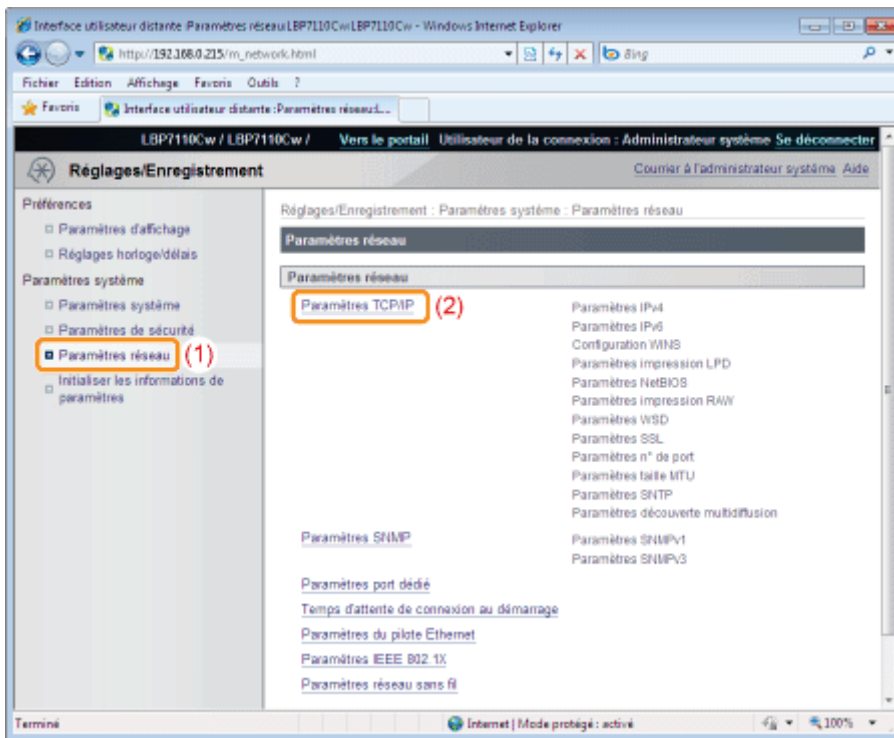 Interface utilisateur distante :Paramètres réseau:LBP7110Cw:LBP7110Cw - Windows Internet Explorer
http://192.168.0.215/m_network.html
Bing
Fichier Edition Affichage Favoris Outils ?
Favoris
Interface utilisateur distante :Paramètres réseau:L...
LBP7110Cw / LBP7110Cw /
Vers le portail Utilisateur de la connexion : Administrateur système Se déconnecter
Réglages/Enregistrement
Courrier à l'administrateur système Aide
Préférences
Paramètres d'affichage
Réglages horloge/délais
Paramètres système
Paramètres système
Paramètres de sécurité
Paramètres réseau (1)
Initialiser les informations de
paramètres
Réglages/Enregistrement : Paramètres système : Paramètres réseau
Paramètres réseau
Paramètres réseau
Paramètres TCP/IP (2)
Paramètres IPv4
Paramètres IPv6
Configuration WINS
Paramètres impression LPD
Paramètres NetBIOS
Paramètres impression RAW
Paramètres WSD
Paramètres SSL
Paramètres n° de port
Paramètres taille MTU
Paramètres SNTP
Paramètres découverte multidiffusion
Paramètres SNMP
Paramètres SNMPv1
Paramètres SNMPv3
Paramètres port dédié
Temps d'attente de connexion au démarrage
Paramètres du pilote Ethernet
Paramètres IEEE 802.1X
Paramètres réseau sans fil
Terminé
Internet | Mode protégé : activé
100%